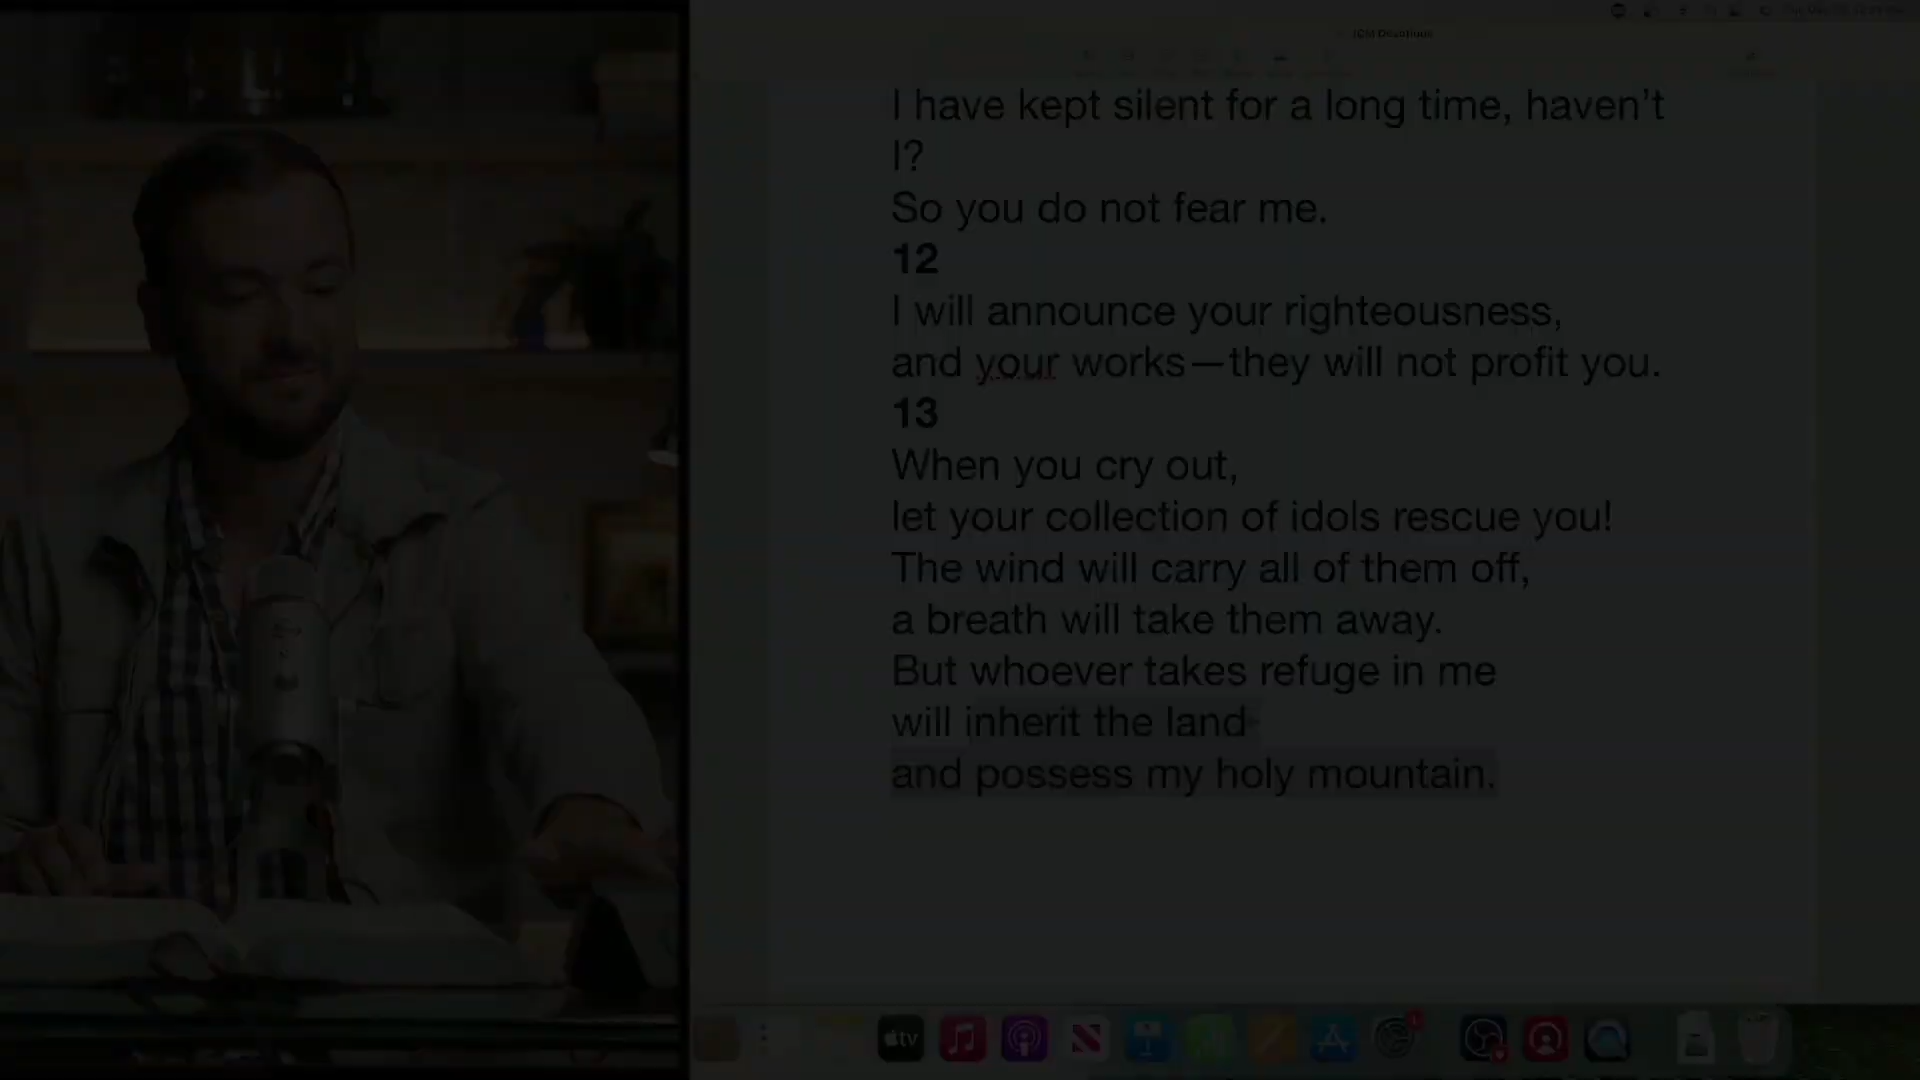 ICM Devotions
I have kept silent for a long time, haven’t
I?
So you do not fear me.
12
I will announce your righteousness,
and your works—they will not profit you.
13
When you cry out,
let your collection of idols rescue you!
The wind will carry all of them off,
a breath will take them away.
But whoever takes refuge in me
will inherit the land
and possess my holy mountain.
tv